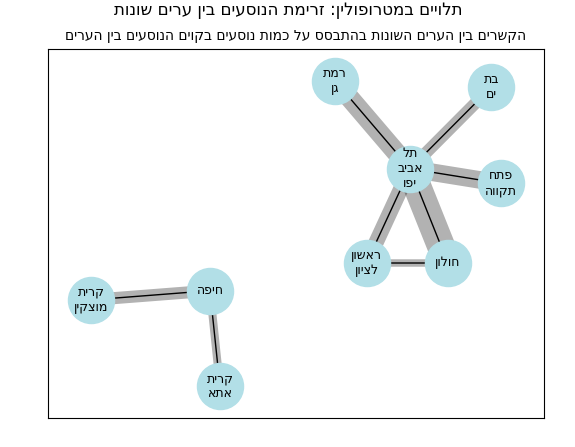 תלויים במטרופולין: זרימת הנוסעים בין ערים שונות
הקשרים בין הערים השונות בהתבסס על כמות נוסעים בקוים הנוסעים בין הערים
רמת
גן
בת
ים
תל
אביב
יפו
פתח
תקווה
ראשון
לציון
חולון
חיפה
קרית
מוצקין
קרית
אתא